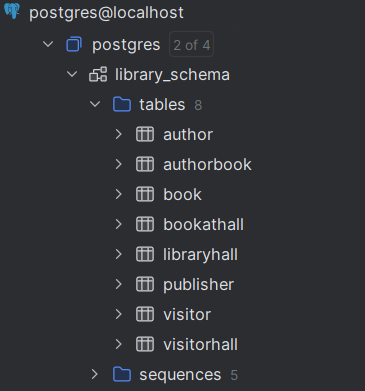 postgres@localhost
postgres 2 of 4
library_schema
tables 8
author
authorbook
book
bookathall
libraryhall
publisher
visitor
visitorhall
sequences 5